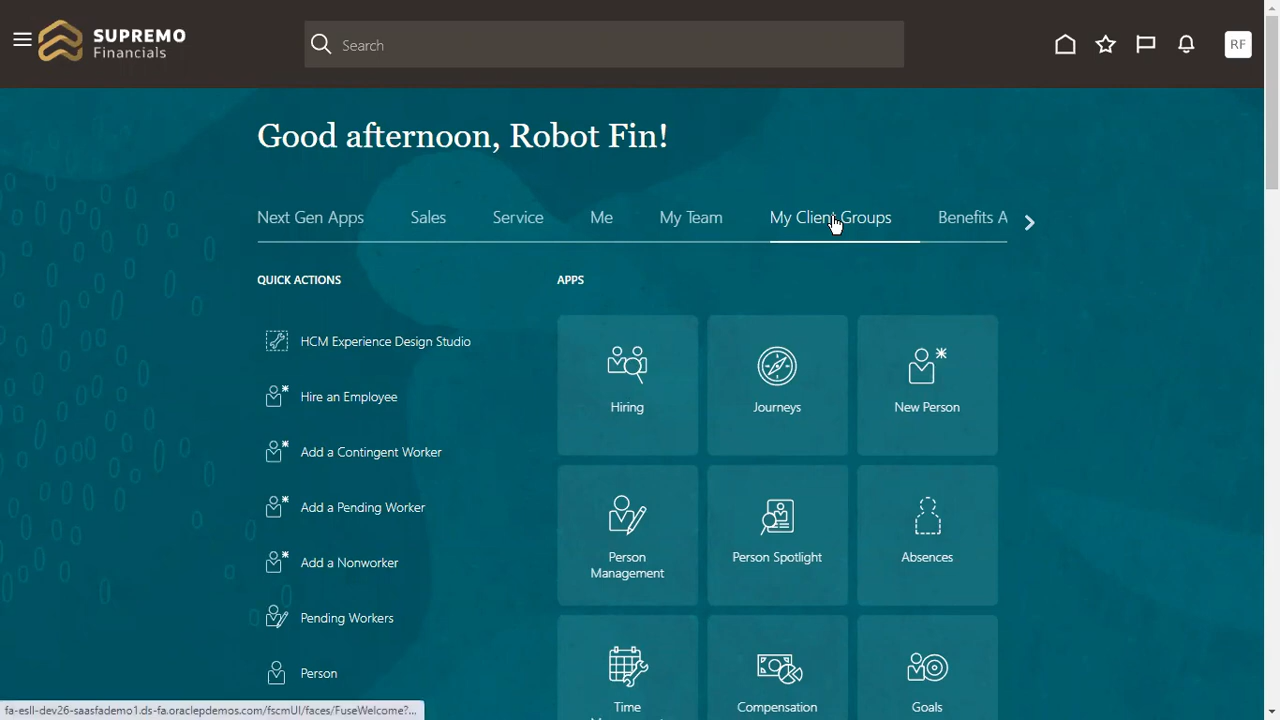 SUPREMO
Financials
Search
RF
Good afternoon, Robot Fin!
Next Gen Apps
Sales
Service
Me
My Team
My Client Groups
Benefits A
QUICK ACTIONS
APPS
HCM Experience Design Studio
Hire an Employee
Add a Contingent Worker
Add a Pending Worker
Add a Nonworker
Pending Workers
Person
Hiring
Journeys
New Person
Person
Management
Person Spotlight
Absences
Time
Compensation
Goals
fa-esll-dev26-saasfademo1.ds-fa.oraclepdemos.com/fscmUI/faces/FuseWelcome?...